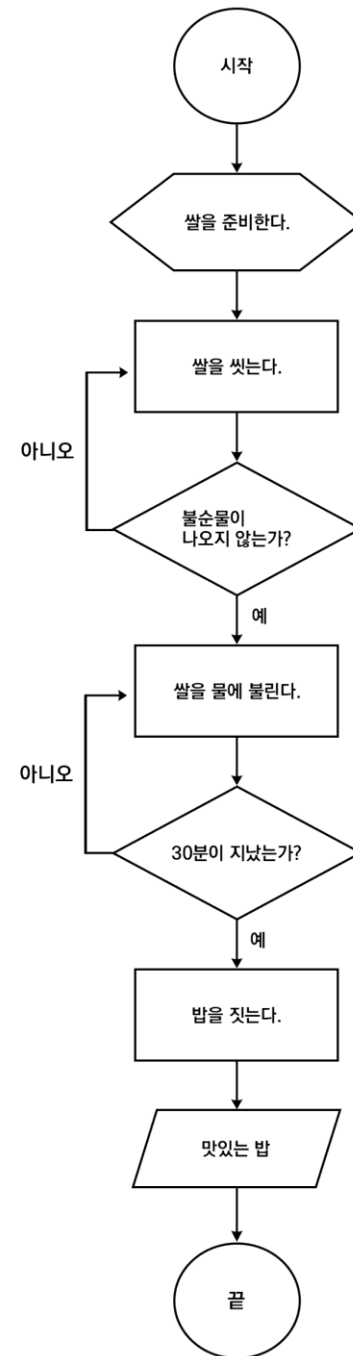 시작
쌀을 준비한다.
쌀을 씻는다.
아니오
불순물이
나오지 않는가?
예
쌀을 물에 불린다.
아니오
30분이 지났는가?
예
밥을 짓는다.
맛있는 밥
끝